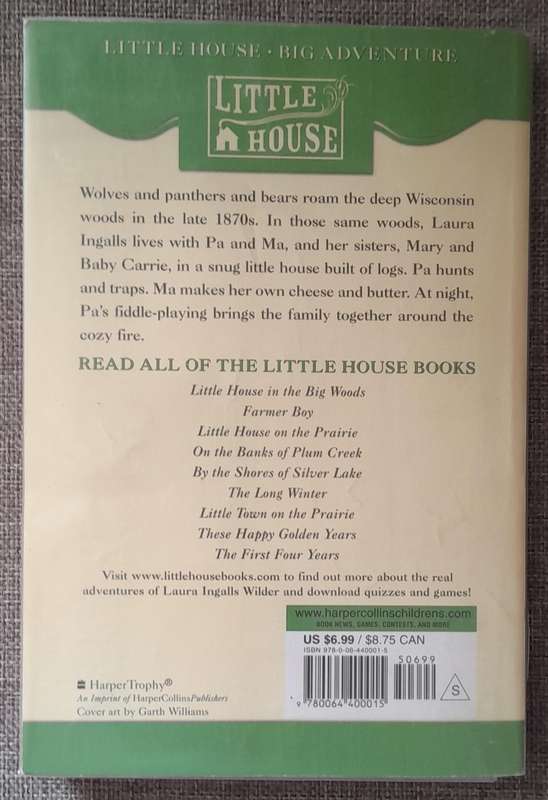 LITTLE HOUSE · BIG ADVENTURE
LITTLE
HOUSE
Wolves and panthers and bears roam the deep Wisconsin
woods in the late 1870s. In those same woods, Laura
Ingalls lives with Pa and Ma, and her sisters, Mary and
Baby Carrie, in a snug little house built of logs. Pa hunts
and traps. Ma makes her own cheese and butter. At night,
Pa's fiddle-playing brings the family together around the
cozy fire.
READ ALL OF THE LITTLE HOUSE BOOKS
Little House in the Big Woods
Farmer Boy
Little House on the Prairie
On the Banks of Plum Creek
By the Shores of Silver Lake
The Long Winter
Little Town on the Prairie
These Happy Golden Years
The First Four Years
Visit www.littlehousebooks.com to find out more about the real
adventures of Laura Ingalls Wilder and download quizzes and games!
www.harpercollinschildrens.com
BOOK NEWS, GAMES, CONTESTS, AND MORE
US $6.99 / $8.75 CAN
ISBN 978-0-06-440001-5
50699
S
9 780064 400015
HarperTrophy®
An Imprint of HarperCollinsPublishers
Cover art by Garth Williams